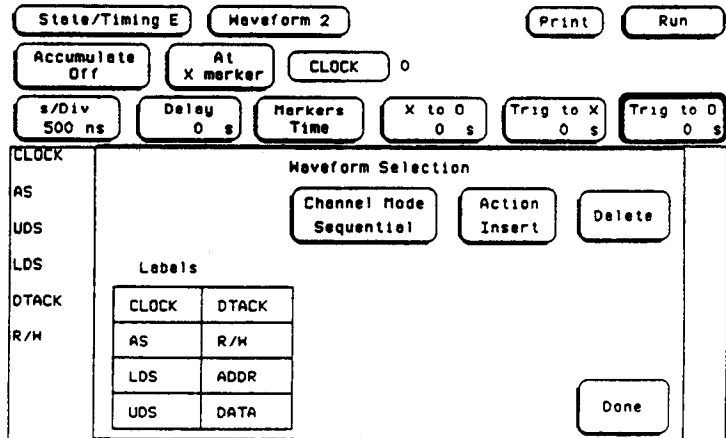 State/Timing E Waveform 2 Print Run
Accumulate Off At X marker CLOCK 0
s/Div 500 ns Delay 0 s Markers Time X to O 0 s Trig to X 0 s Trig to O 0 s
CLOCK
AS
UDS
LDS
DTACK
R/W
Waveform Selection
Channel Mode Sequential Action Insert Delete
Labels
CLOCK DTACK
AS R/W
LDS ADDR
UDS DATA
Done